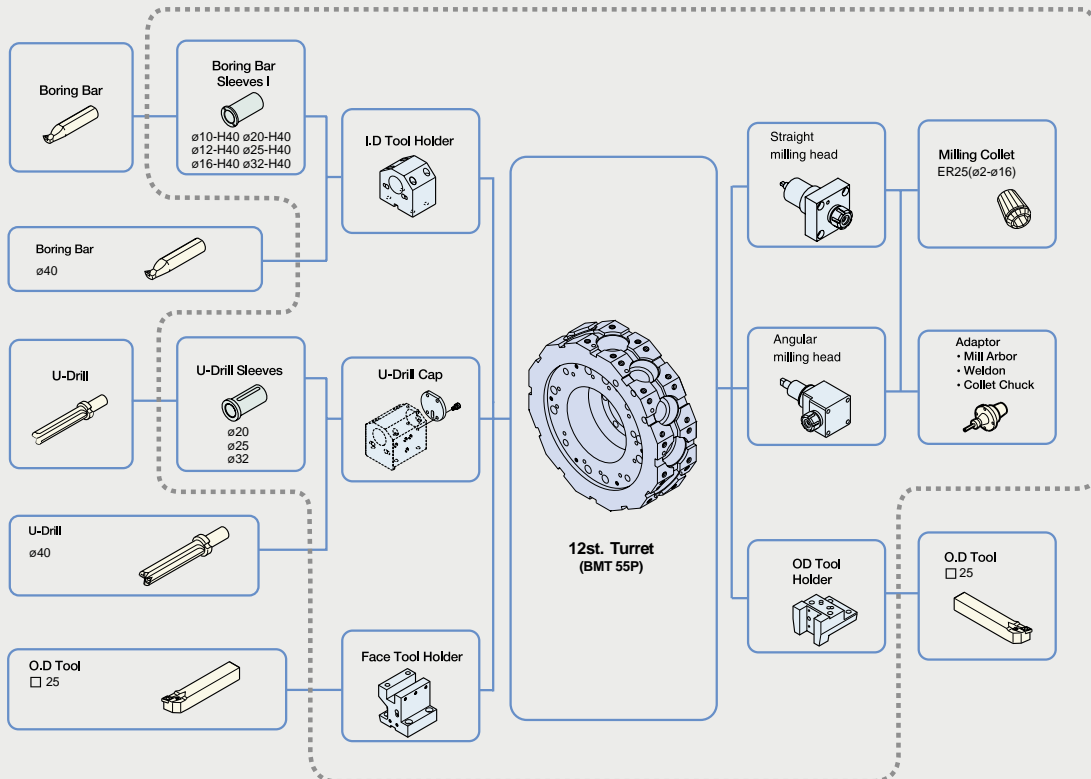 Boring Bar
Boring Bar
Sleeves I
ø10-H40 ø20-H40
ø12-H40 ø25-H40
ø16-H40 ø32-H40
I.D Tool Holder
Boring Bar
ø40
U-Drill
U-Drill Sleeves
ø20
ø25
ø32
U-Drill Cap
U-Drill
ø40
O.D Tool
□ 25
Face Tool Holder
12st. Turret
(BMT 55P)
Straight
milling head
Milling Collet
ER25(ø2-ø16)
Angular
milling head
Adaptor
• Mill Arbor
• Weldon
• Collet Chuck
OD Tool
Holder
O.D Tool
□ 25